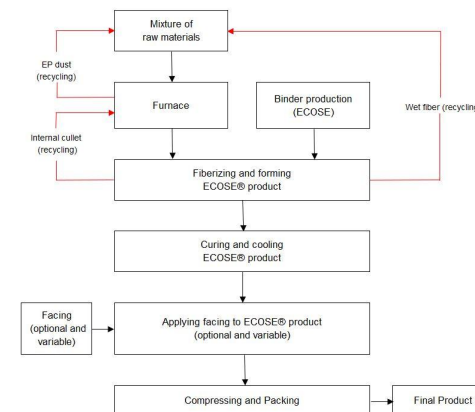 Mixture of
raw materials
EP dust
(recycling)
Furnace
Binder production
(ECOSE)
Wet fiber (recycling
Internal cullet
(recycling)
Fiberizing and forming
ECOSE® product
Curing and cooling
ECOSE® product
Facing
(optional and
variable)
Applying facing to ECOSE® product
(optional and variable)
Compressing and Packing
Final Product